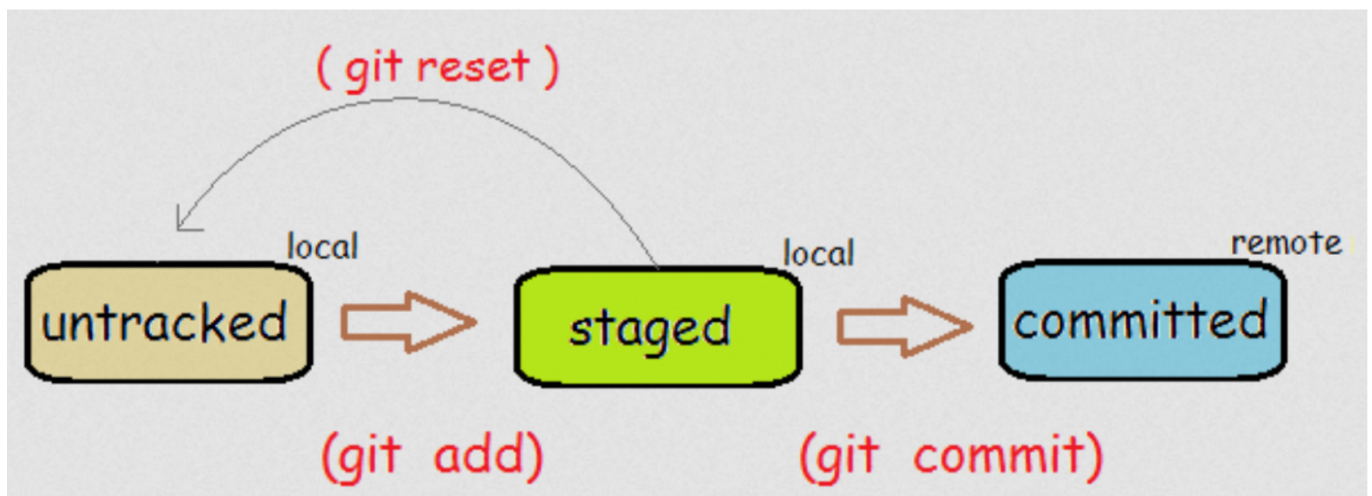 ( git reset )
local
local
remote
untracked
staged
committed
(git add)
(git commit)